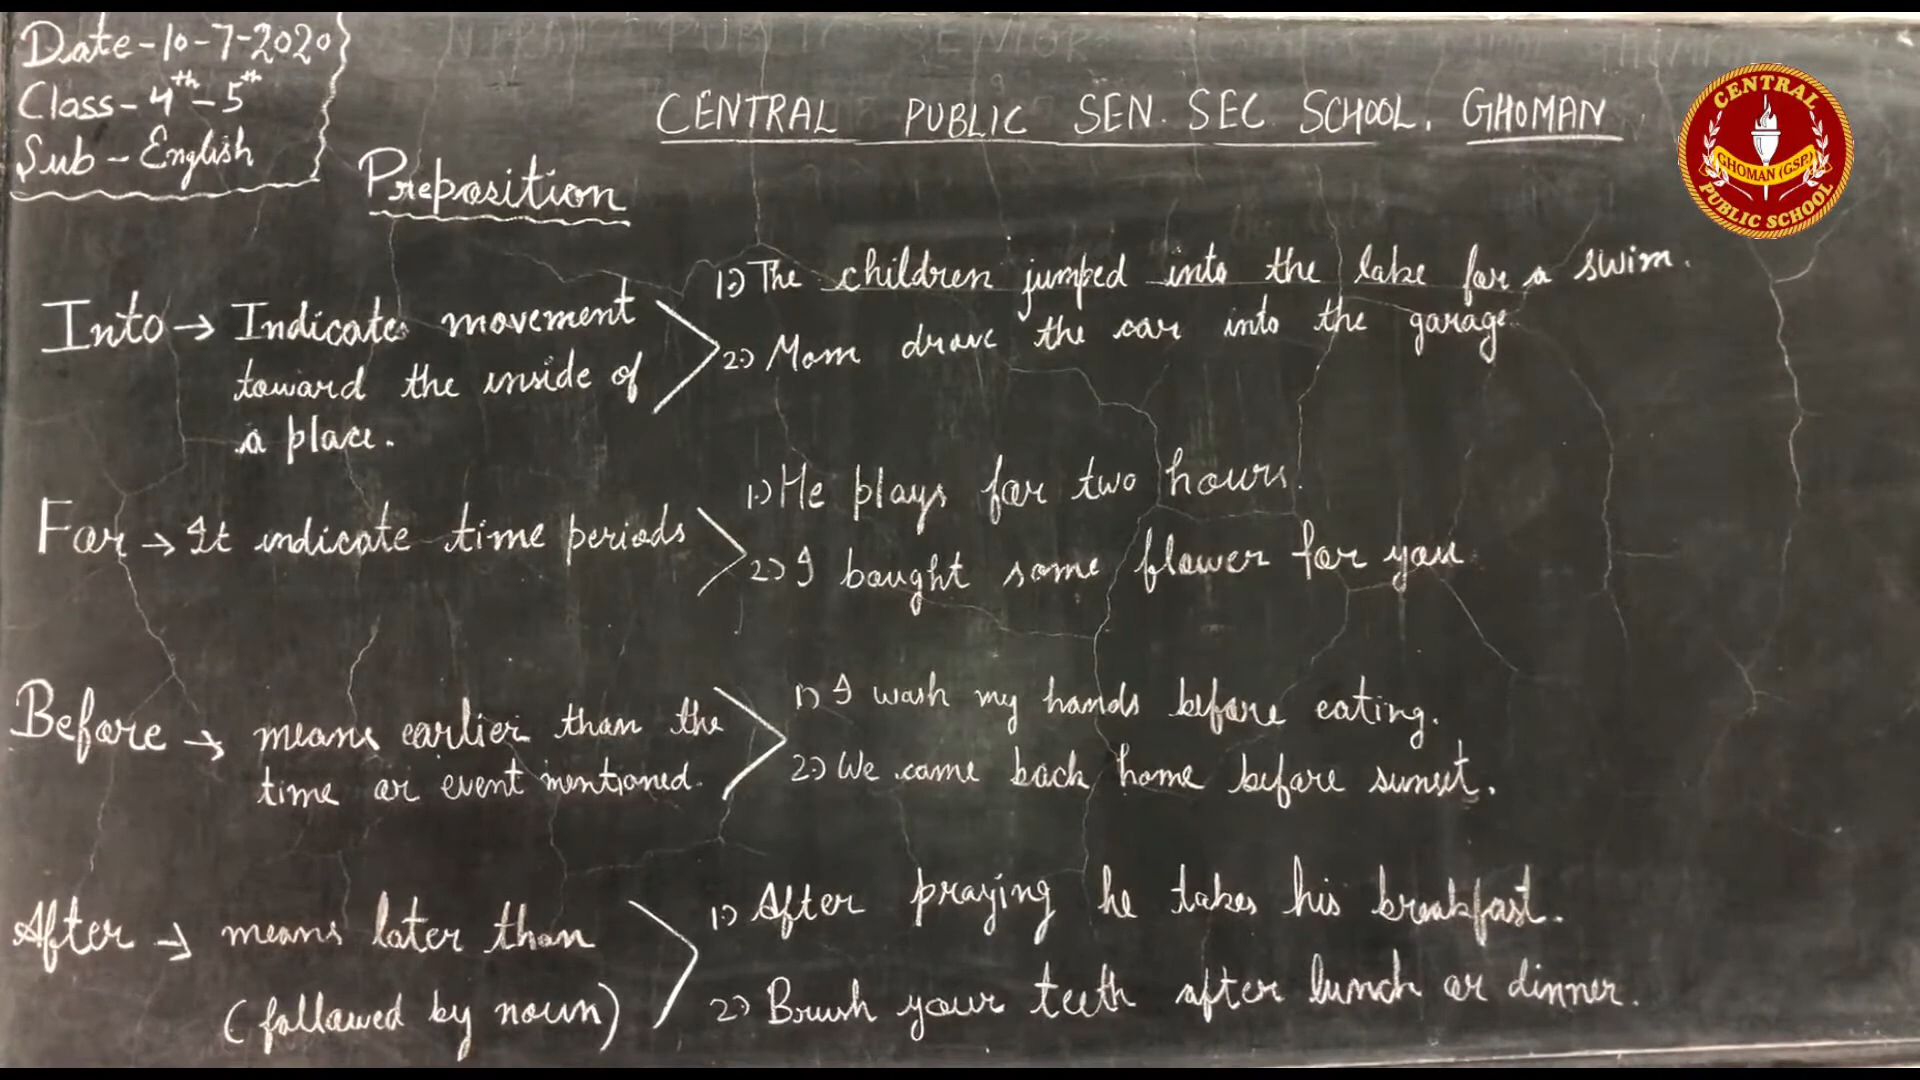 Date-10-7-2020
Class-4th-5th
Sub-English
CENTRAL PUBLIC SEN. SEC. SCHOOL, GHOMAN
CENTRAL
GHOMAN (GSP.)
PUBLIC SCHOOL
Preposition
Into → Indicates movement
toward the inside of
a place.
1.) The children jumped into the lake for a swim.
2.) Mom drove the car into the garage.
For → It indicate time periods
1.) He plays for two hours.
2.) I bought some flower for you
Before → means earlier than the
time or event mentioned.
1) I wash my hands before eating.
2.) We came back home before sunset.
After → means later than
(followed by noun)
1.) After praying he takes his breakfast.
2.) Brush your teeth after lunch or dinner.